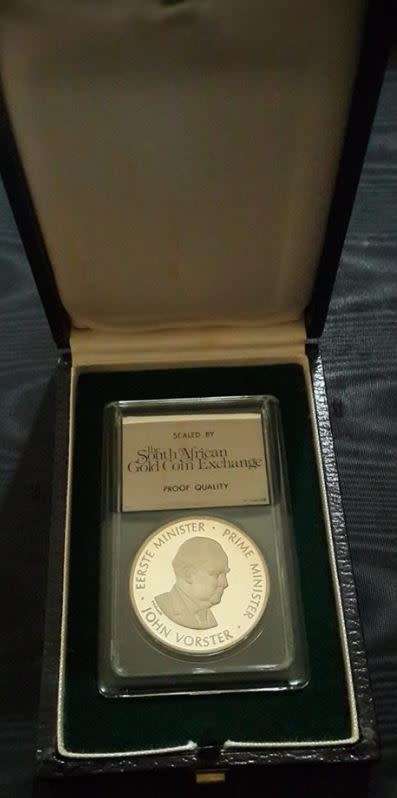 SEALED BY
The
South African
Gold Coin Exchange
PROOF QUALITY
• EERSTE MINISTER • PRIME MINISTER •
JOHN VORSTER